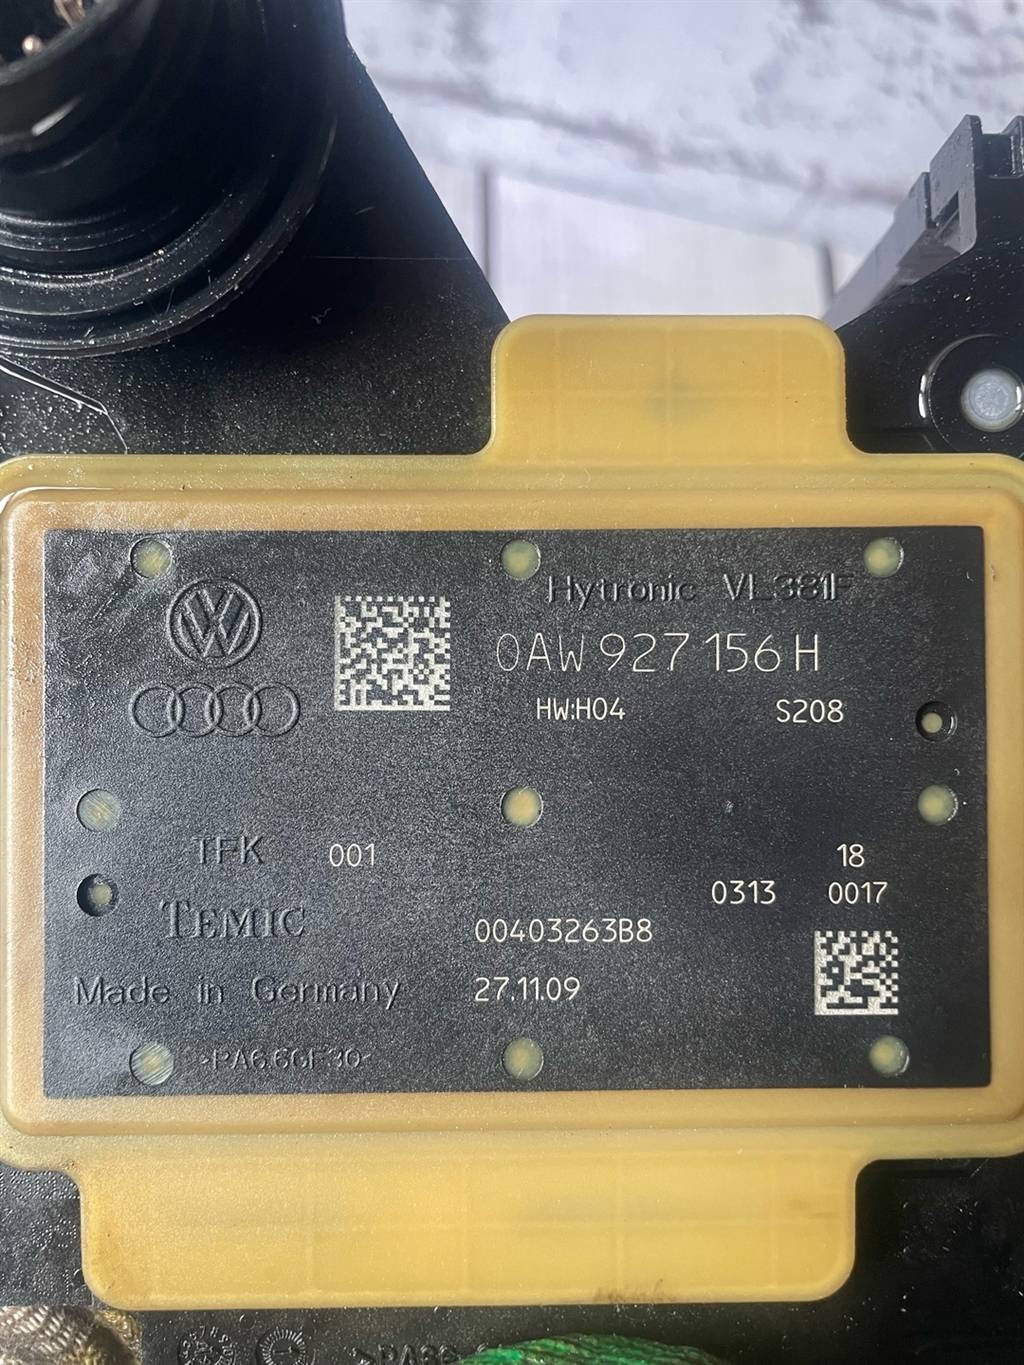 Hytronic VL381F
0AW 927 156 H
HW:H04 S208
TFK 001
18
0313 0017
TEMIC
00403263B8
Made in Germany 27.11.09
>PA6.6GF30<